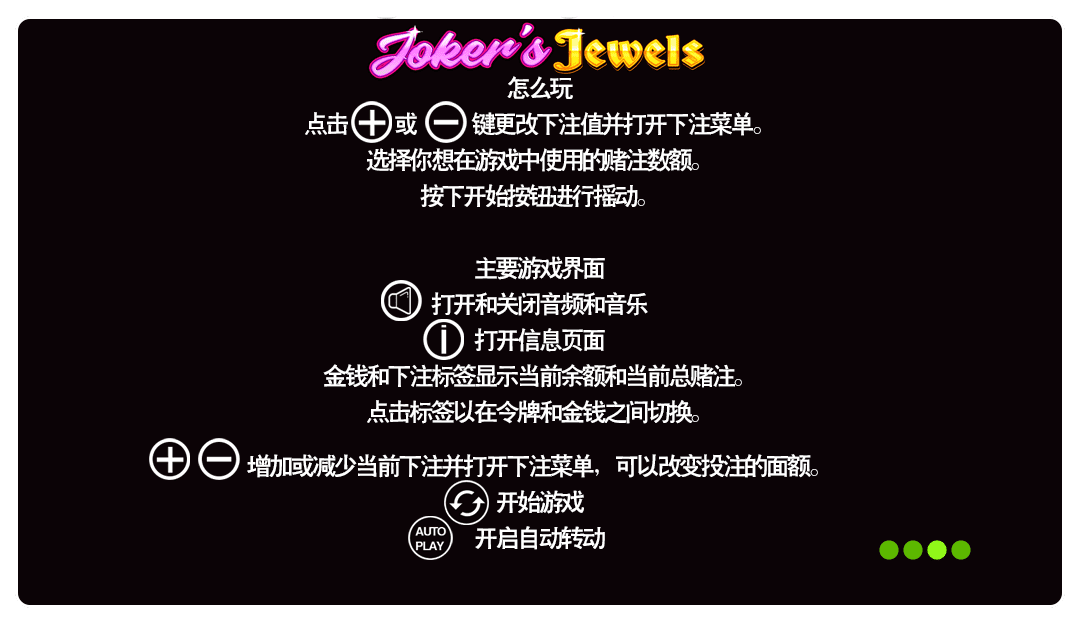 Joker's Jewels
怎么玩
点击或键更改下注值并打开下注菜单。
选择你想在游戏中使用的赌注数额。
按下开始按钮进行摇动。
主要游戏界面
打开和关闭音频和音乐
i 打开信息页面
金钱和下注标签显示当前余额和当前总赌注。
点击标签以在令牌和金钱之间切换。
增加或减少当前下注并打开下注菜单，可以改变投注的面额。
开始游戏
AUTO PLAY 开启自动转动